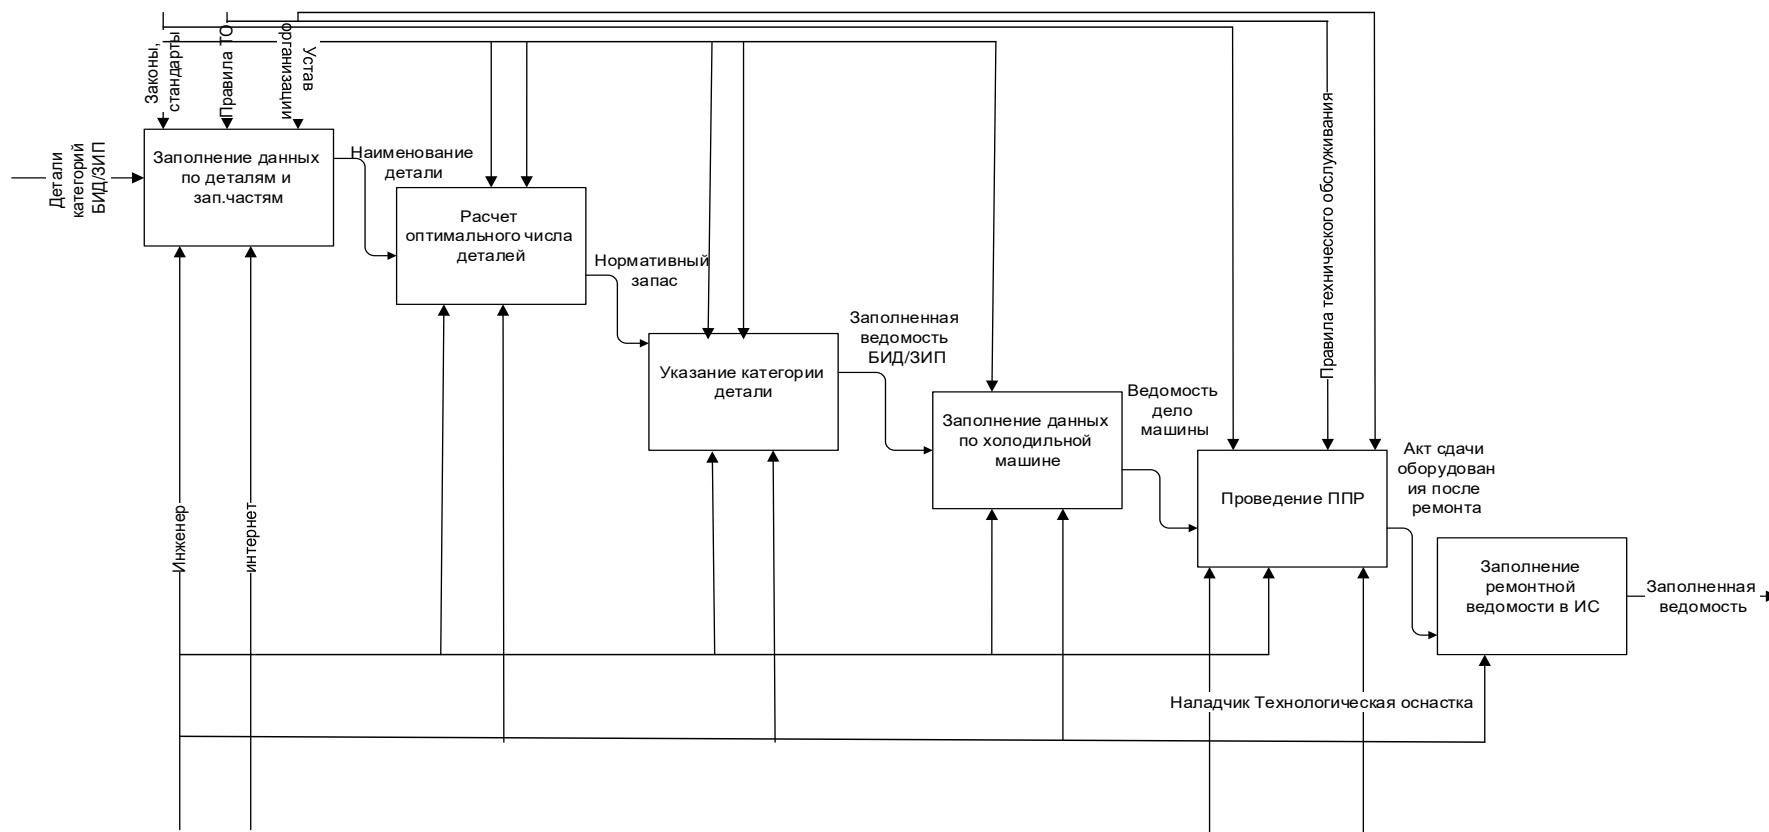 Законы,
стандарты
Правила ТО
Устав
организации
Детали
категорий
БИД/ЗИП
Заполнение данных
по деталям и
зап.частям
Наименование
детали
Расчет
оптимального числа
деталей
Нормативный
запас
Указание категории
детали
Заполненная
ведомость
БИД/ЗИП
Заполнение данных
по холодильной
машине
Ведомость
дело
машины
Правила технического обслуживания
Проведение ППР
Акт сдачи
оборудован
ия после
ремонта
Заполнение
ремонтной
ведомости в ИС
Заполненная
ведомость
Инженер
интернет
Наладчик Технологическая оснастка